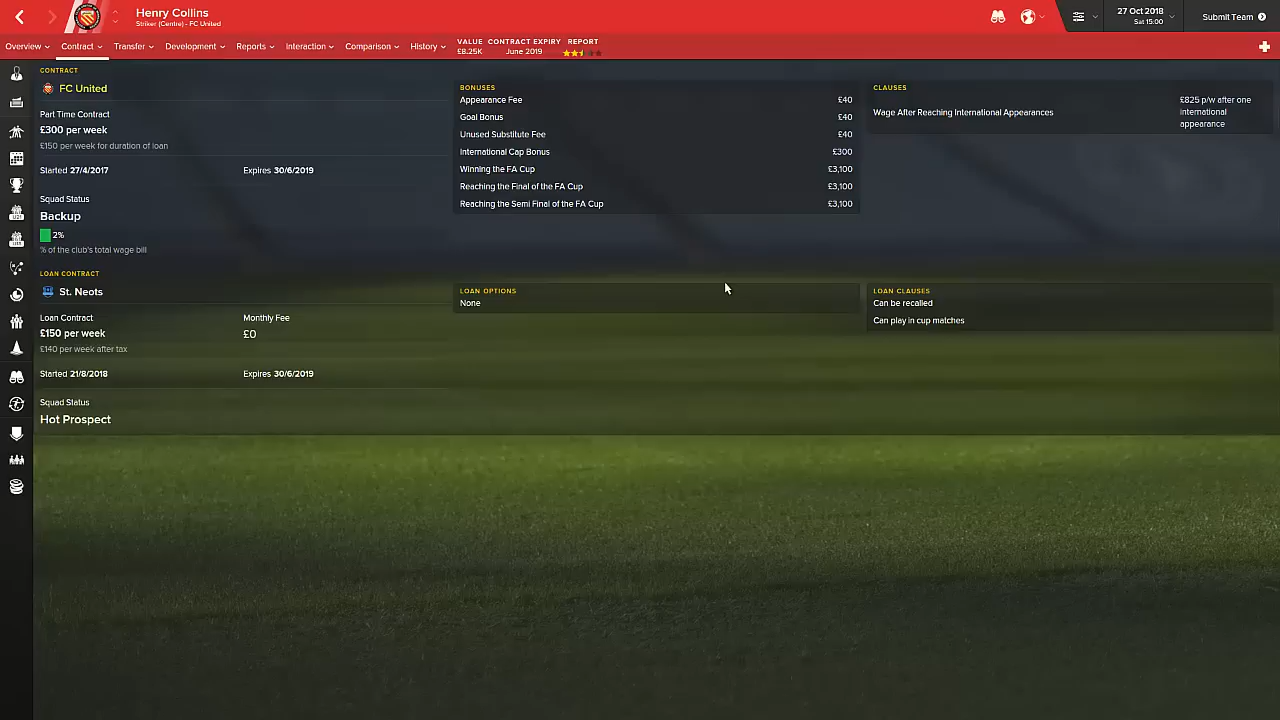 Henry Collins
Striker (Centre) - FC United
27 Oct 2018
Sat 15:00
Submit Team
Overview
Contract
Transfer
Development
Reports
Interaction
Comparison
History
VALUE CONTRACT EXPIRY REPORT
£8.25K June 2019
CONTRACT
FC United
Part Time Contract
£300 per week
£150 per week for duration of loan
Started 27/4/2017 Expires 30/6/2019
Squad Status
Backup
2%
% of the club's total wage bill
BONUSES
Appearance Fee £40
Goal Bonus £40
Unused Substitute Fee £40
International Cap Bonus £300
Winning the FA Cup £3,100
Reaching the Final of the FA Cup £3,100
Reaching the Semi Final of the FA Cup £3,100
CLAUSES
Wage After Reaching International Appearances
£825 p/w after one
international
appearance
LOAN CONTRACT
St. Neots
Loan Contract Monthly Fee
£150 per week £0
£140 per week after tax
Started 21/8/2018 Expires 30/6/2019
Squad Status
Hot Prospect
LOAN OPTIONS
None
LOAN CLAUSES
Can be recalled
Can play in cup matches